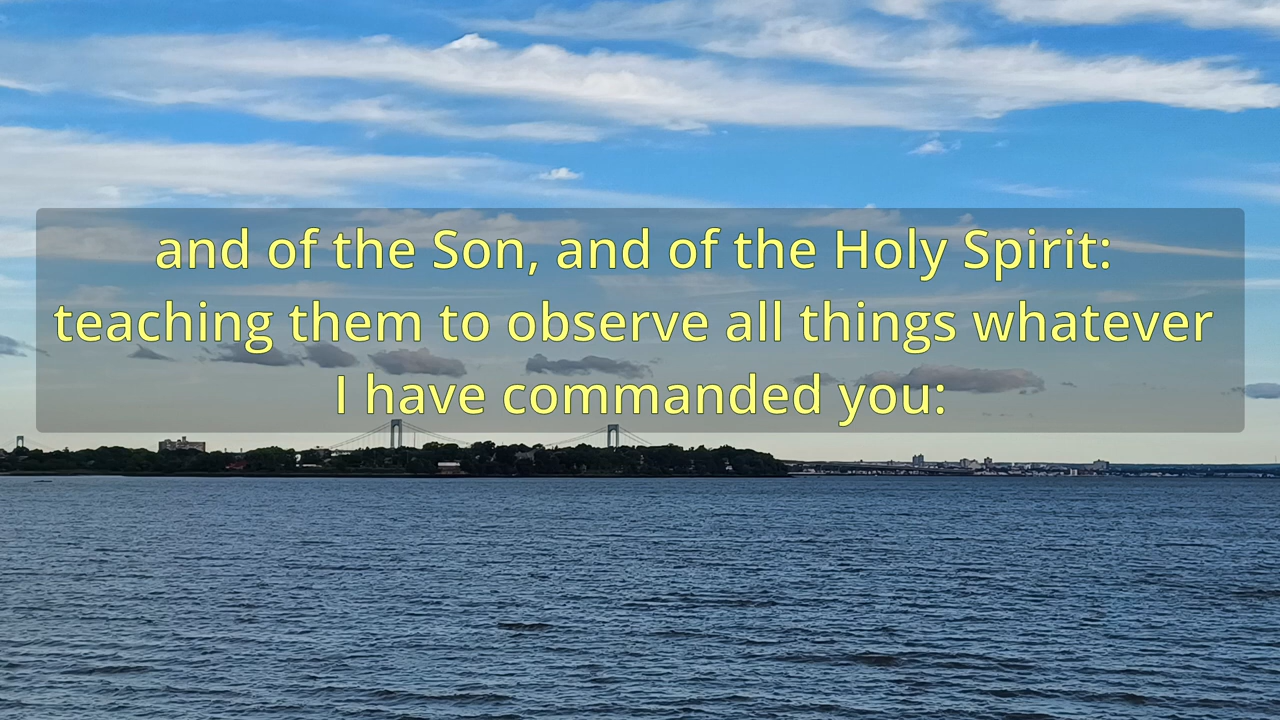 and of the Son, and of the Holy Spirit:
teaching them to observe all things whatever
I have commanded you: